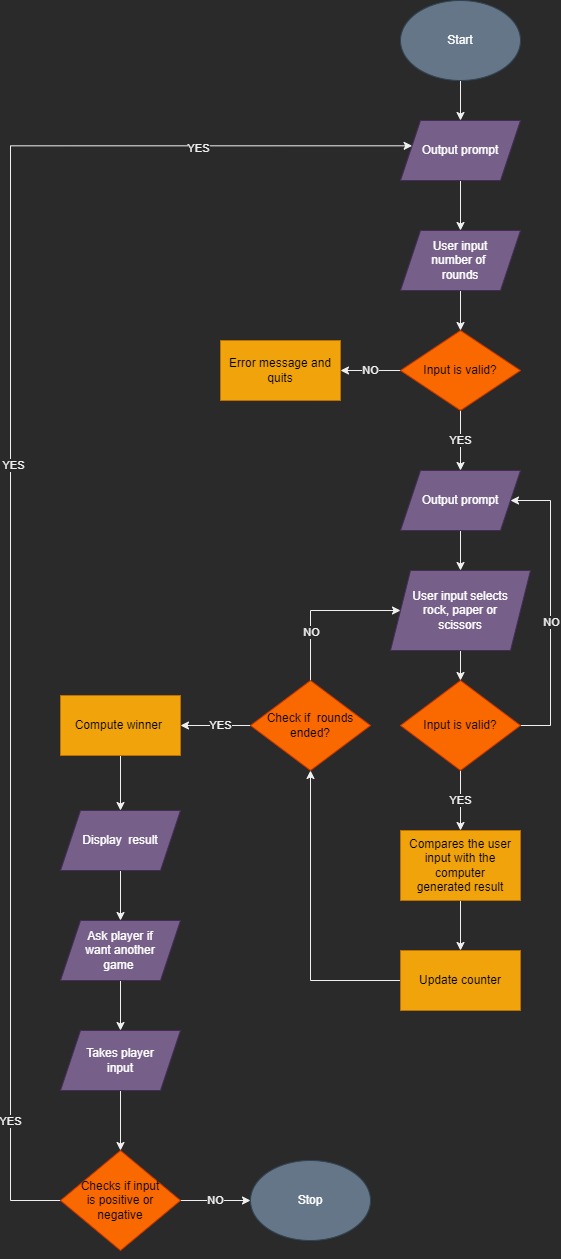 Start
Output prompt
YES
User input
number of
rounds
Error message and
quits
NO
Input is valid?
YES
YES
Output prompt
User input selects
rock, paper or
scissors
NO
NO
Compute winner
YES
Check if  rounds
ended?
Input is valid?
YES
Display  result
Compares the user
input with the
computer
generated result
Ask player if
want another
game
Update counter
Takes player
input
YES
Checks if input
is positive or
negative
NO
Stop